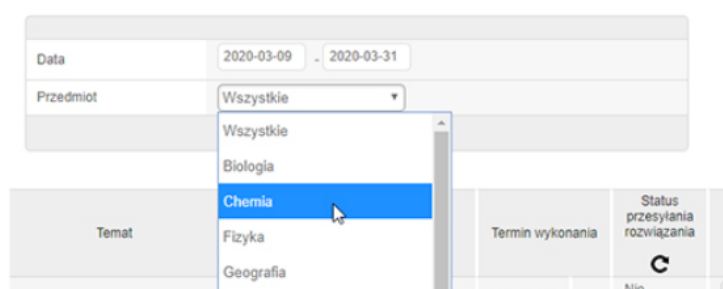 Data 2020-03-09 - 2020-03-31
Przedmiot Wszystkie
Wszystkie
Biologia
Chemia
Fizyka
Geografia
Temat
Termin wykonania
Status
przesyłania
rozwiązania
Nie